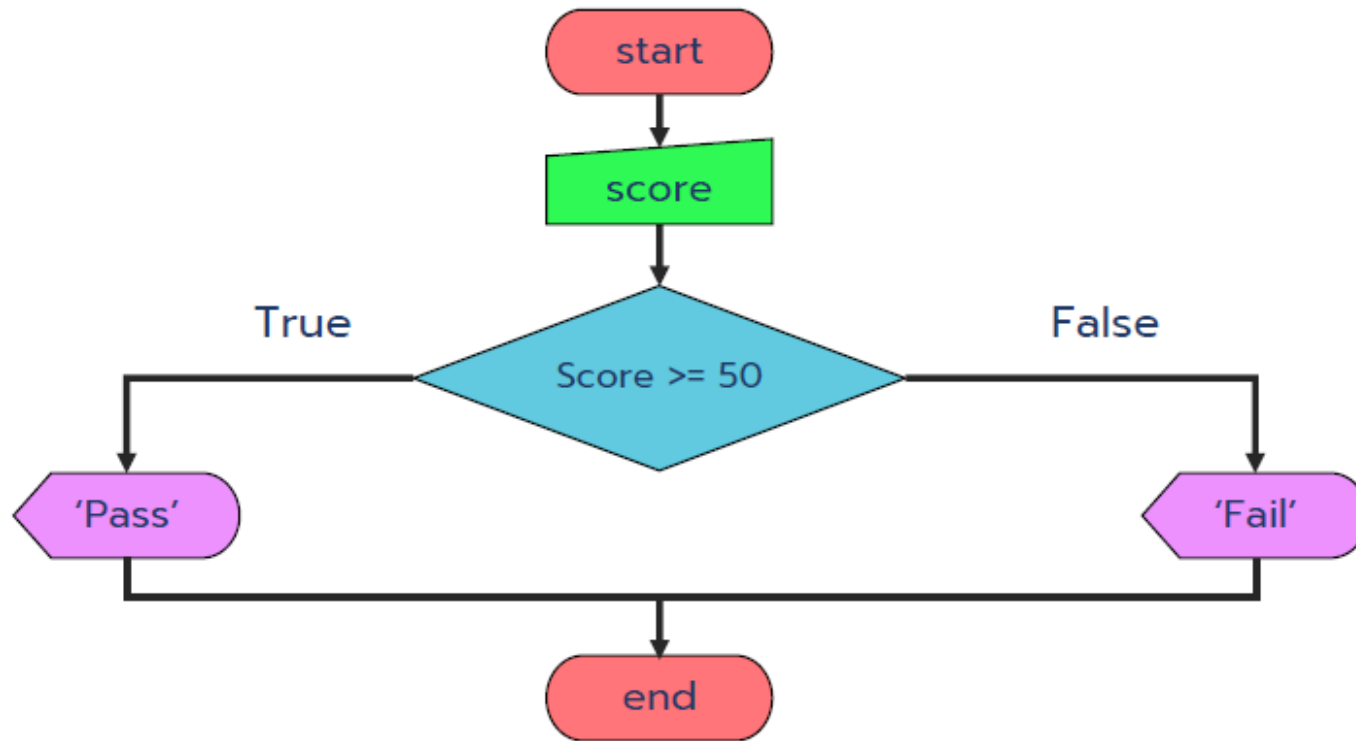 start
score
True
False
Score >= 50
‘Pass’
‘Fail’
end